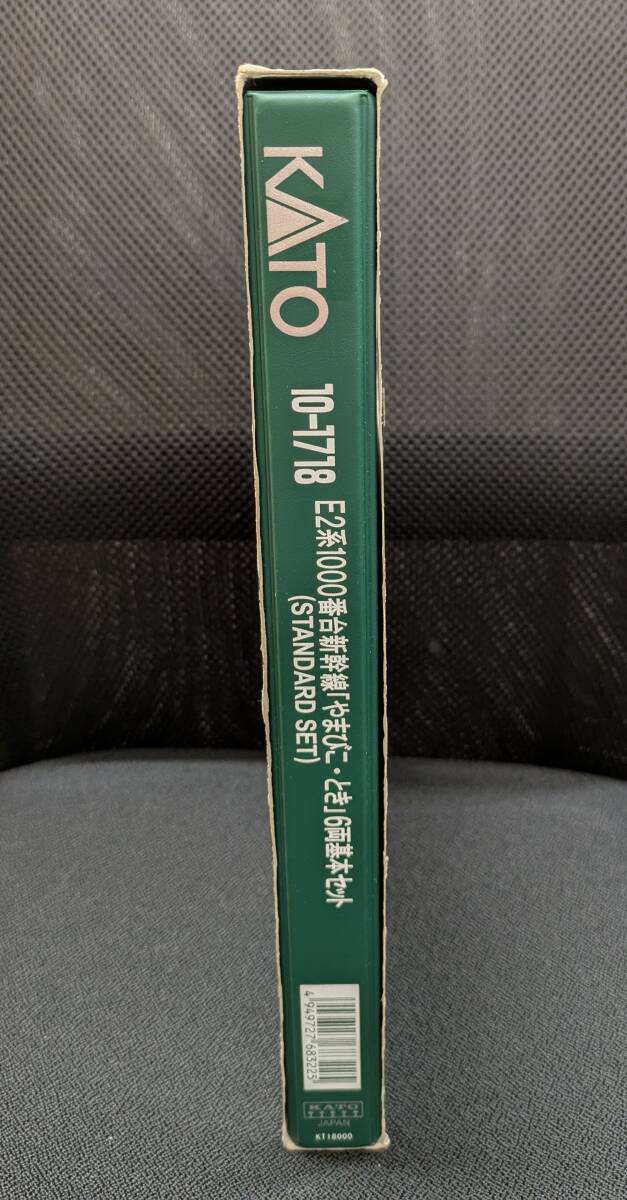 KATO
10-1718
E2系1000番台新幹線「やまびこ・とき」6両基本セット
(STANDARD SET)
4 949727 683225
KATO
JAPAN
KT18000